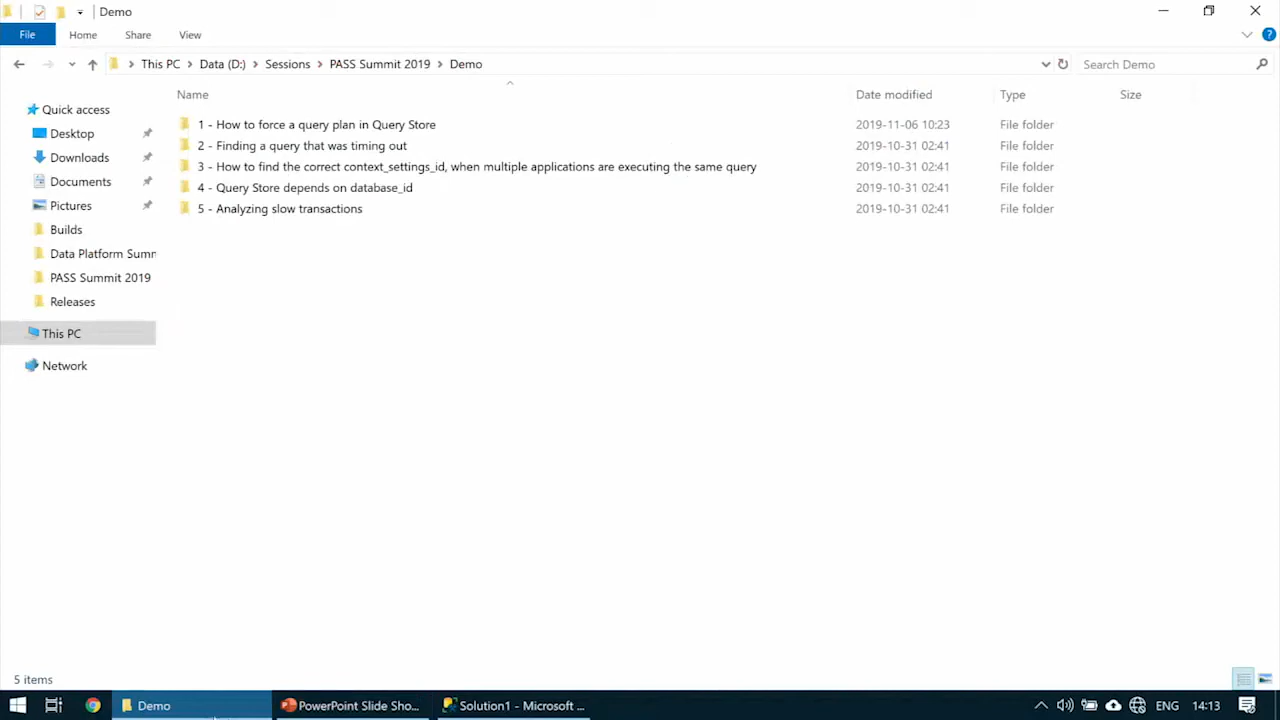 Demo
File Home Share View
This PC Data (D:) Sessions PASS Summit 2019 Demo Search Demo
Name Date modified Type Size
Quick access
Desktop
Downloads
Documents
Pictures
Builds
Data Platform Sumn
PASS Summit 2019
Releases
This PC
Network
1 - How to force a query plan in Query Store 2019-11-06 10:23 File folder
2 - Finding a query that was timing out 2019-10-31 02:41 File folder
3 - How to find the correct context_settings_id, when multiple applications are executing the same query 2019-10-31 02:41 File folder
4 - Query Store depends on database_id 2019-10-31 02:41 File folder
5 - Analyzing slow transactions 2019-10-31 02:41 File folder
5 items
Demo PowerPoint Slide Sho... Solution1 - Microsoft ... ENG 14:13